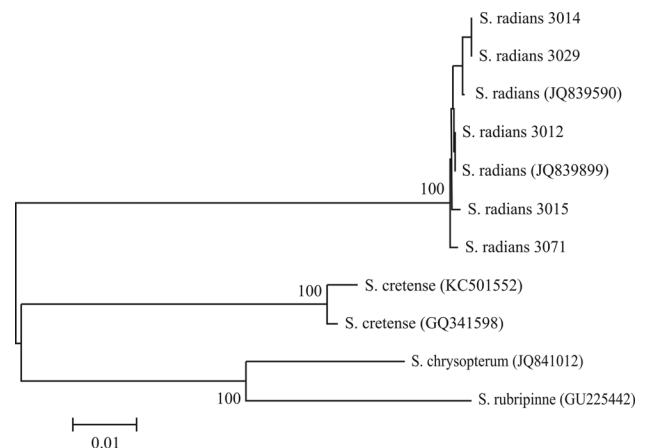 S. radians 3014
S. radians 3029
S. radians (JQ839590)
S. radians 3012
S. radians (JQ839899)
100
S. radians 3015
S. radians 3071
100
S. cretense (KC501552)
S. cretense (GQ341598)
S. chrysopterum (JQ841012)
100
S. rubripinne (GU225442)
0.01